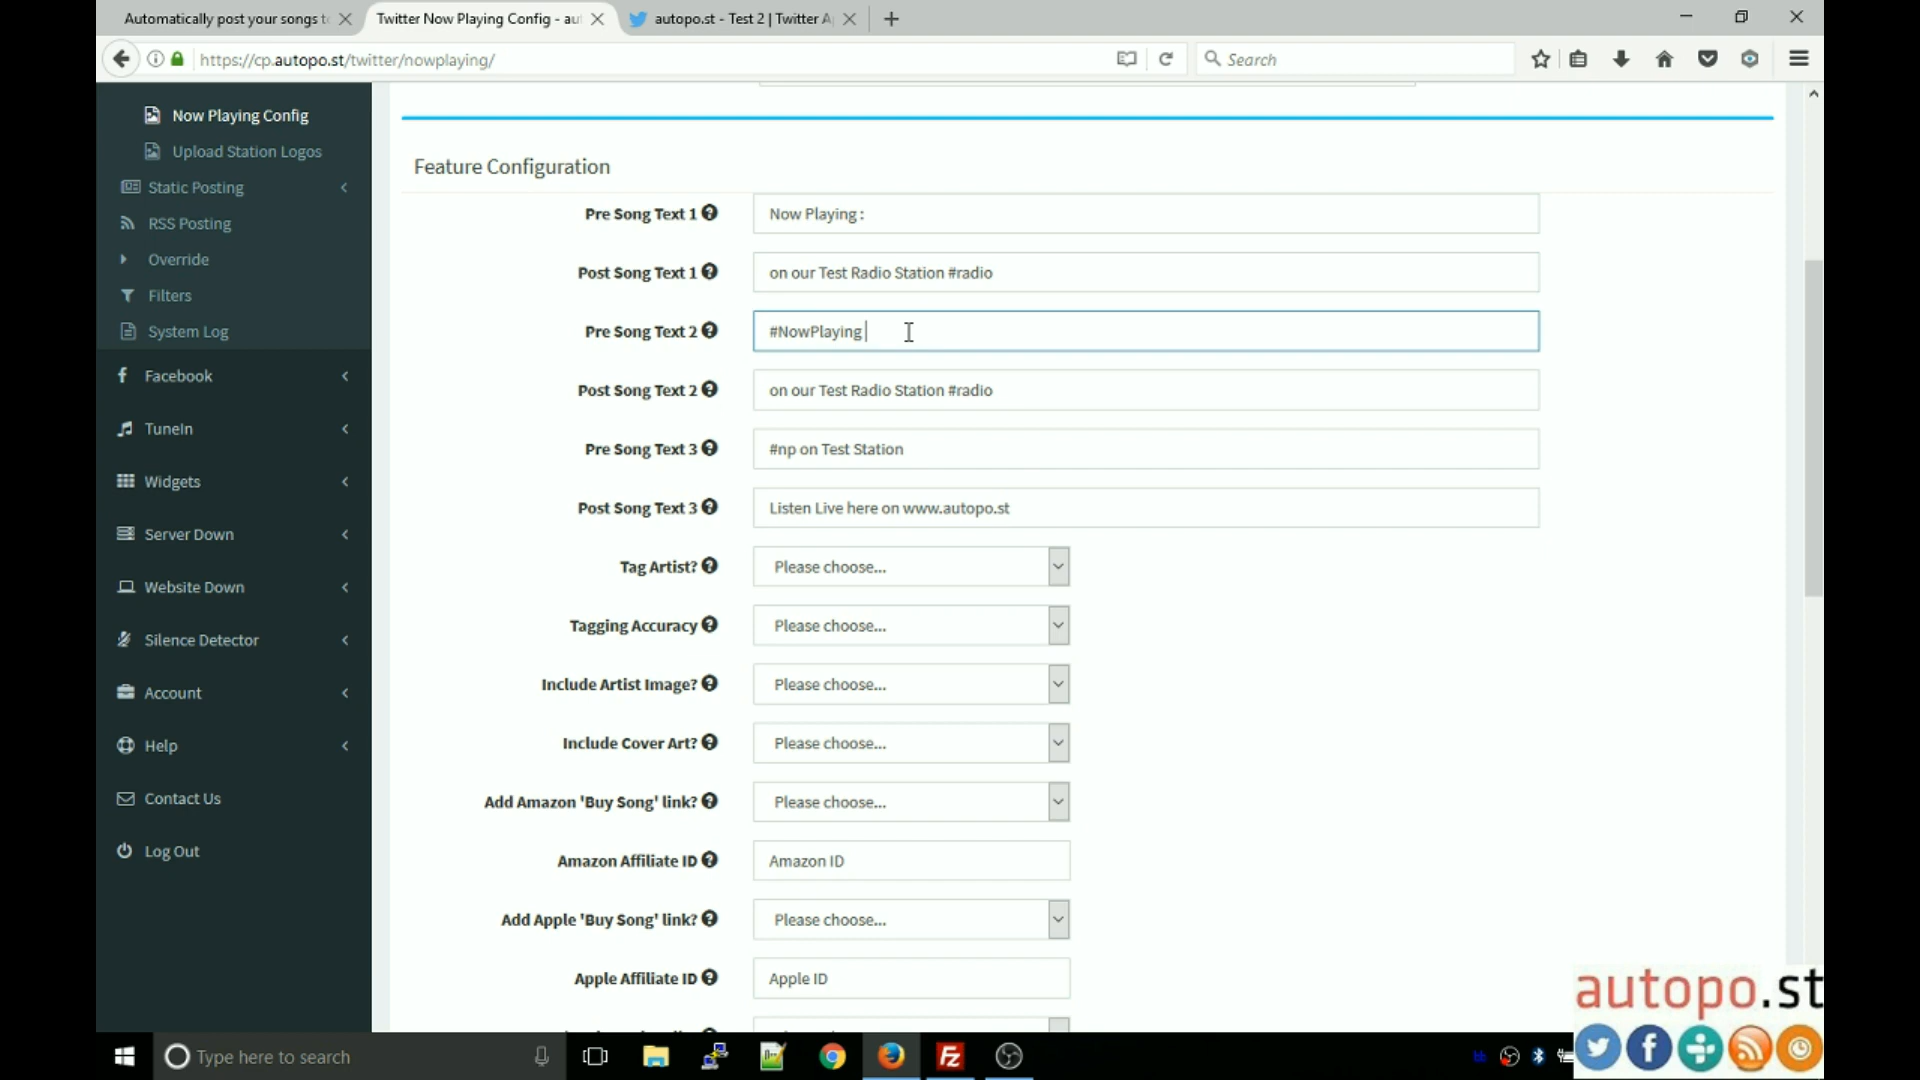 Automatically post your songs to
Twitter Now Playing Config - au
autopo.st - Test 2 | Twitter A
https://cp.autopo.st/twitter/nowplaying/
Search
Now Playing Config
Upload Station Logos
Static Posting
RSS Posting
Override
Filters
System Log
Facebook
TuneIn
Widgets
Server Down
Website Down
Silence Detector
Account
Help
Contact Us
Log Out
Feature Configuration
Pre Song Text 1 Now Playing :
Post Song Text 1 on our Test Radio Station #radio
Pre Song Text 2 #NowPlaying
Post Song Text 2 on our Test Radio Station #radio
Pre Song Text 3 #np on Test Station
Post Song Text 3 Listen Live here on www.autopo.st
Tag Artist? Please choose...
Tagging Accuracy Please choose...
Include Artist Image? Please choose...
Include Cover Art? Please choose...
Add Amazon 'Buy Song' link? Please choose...
Amazon Affiliate ID Amazon ID
Add Apple 'Buy Song' link? Please choose...
Apple Affiliate ID Apple ID
autopo.st
Type here to search